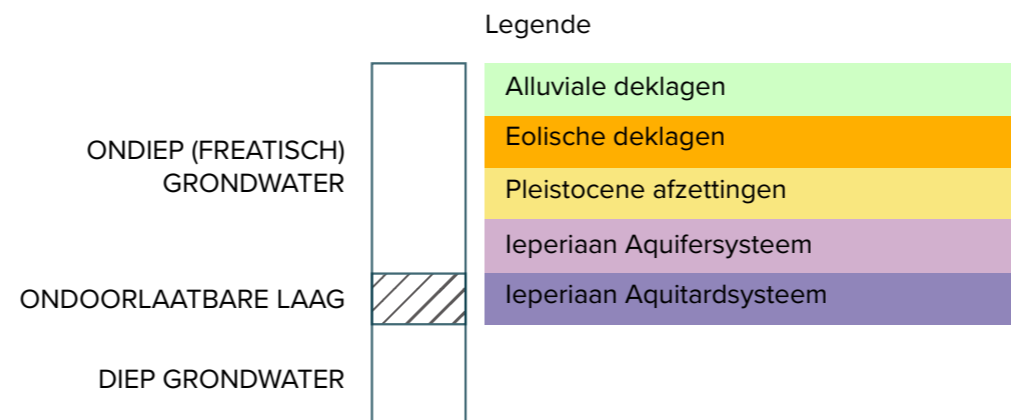 Legende
Alluviale deklagen
Eolische deklagen
ONDIEP (FREATISCH)
GRONDWATER
Pleistocene afzettingen
Ieperiaan Aquifersysteem
ONDOORLAATBARE LAAG
Ieperiaan Aquitardsysteem
DIEP GRONDWATER